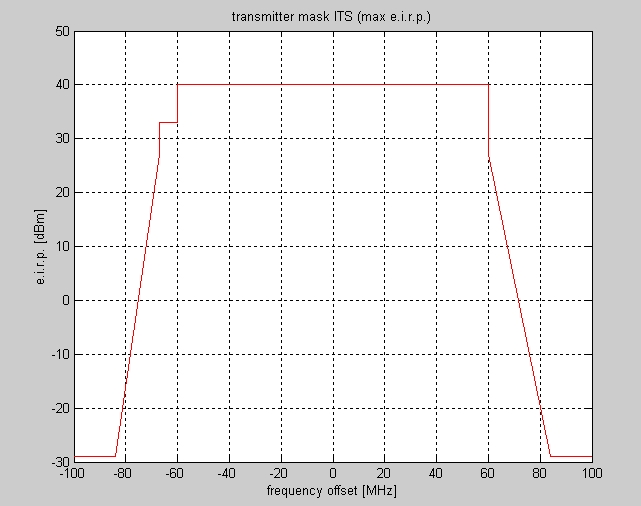 transmitter mask ITS (max e.i.r.p.)
50
40
30
20
10
0
-10
-20
-30
e.i.r.p. [dBm]
-100 -80 -60 -40 -20 0 20 40 60 80 100
frequency offset [MHz]